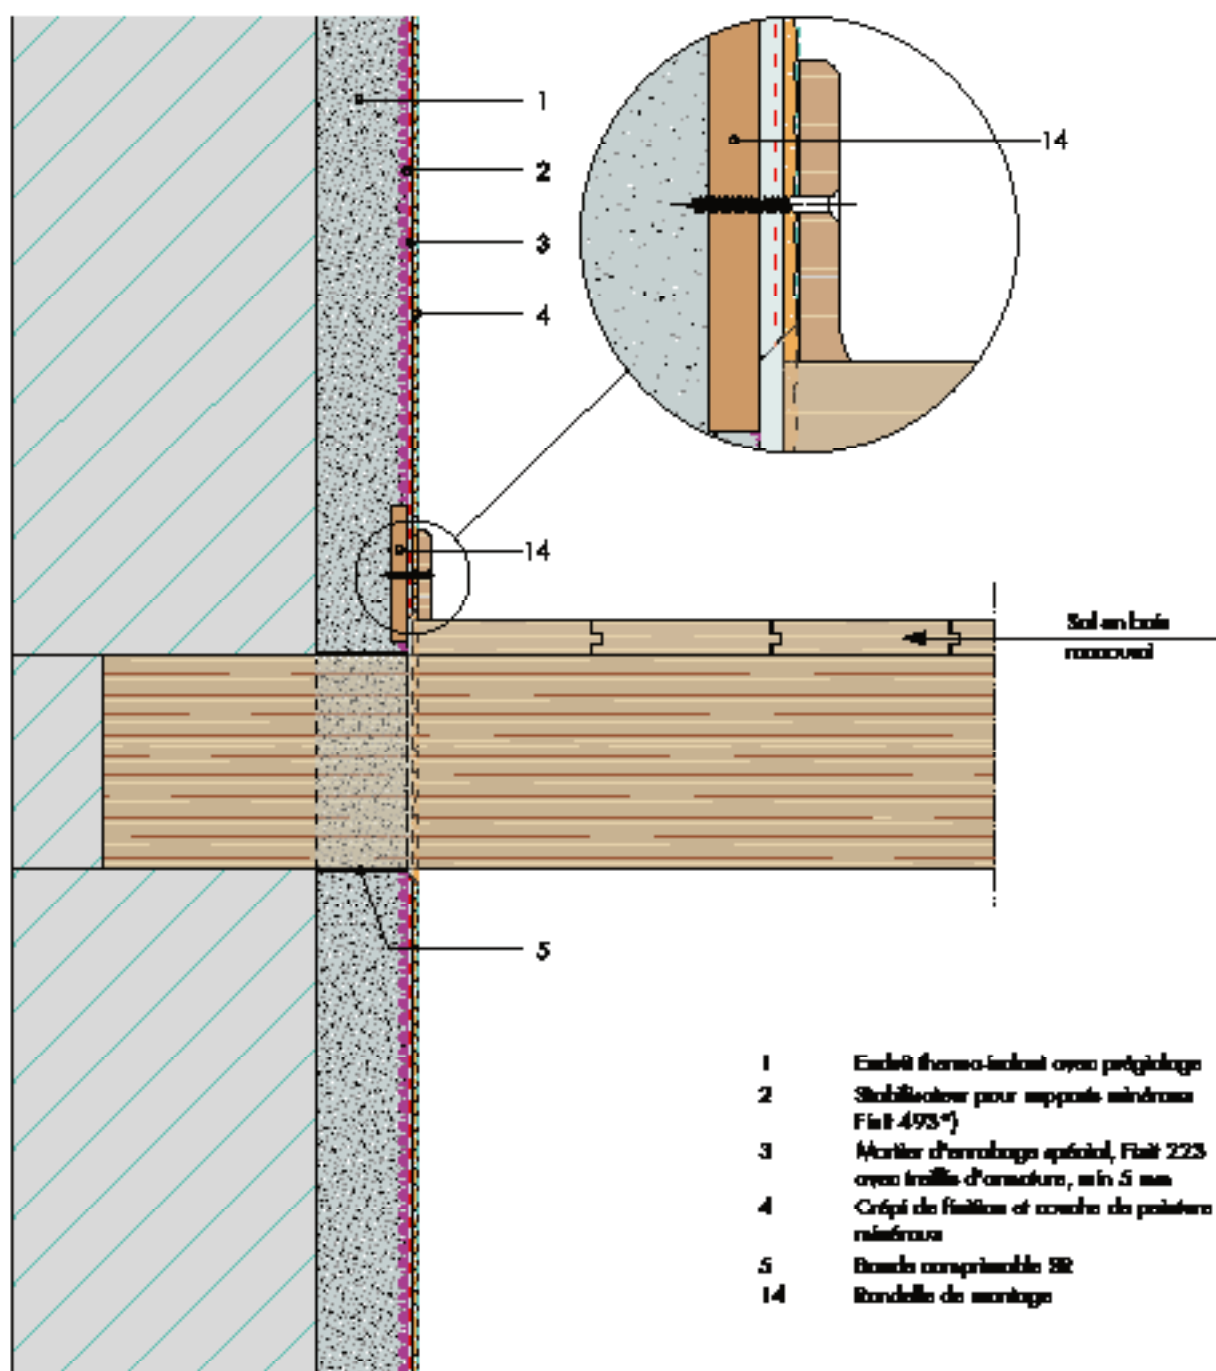 1
14
2
3
4
14
Sol en bois
nouveau
5
1 Enduit thermo-isolant avec prégiclage
2 Stabilisateur pour supports minéraux
Fixit 493*)
3 Mortier d'enrobage spécial, Fixit 223
avec treillis d'armature, min 5 mm
4 Crépi de finition et couche de peinture
minéraux
5 Bande comprimable SR
14 Rondelle de montage